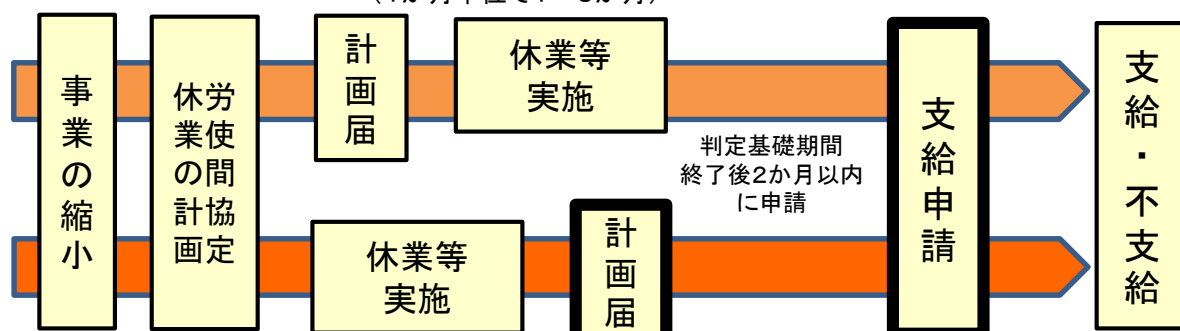 事業の縮小
労使間協定
休業の計画
計画届
休業等
実施
判定基礎期間
終了後2か月以内
に申請
休業等
実施
計画届
支給申請
支給・不支給